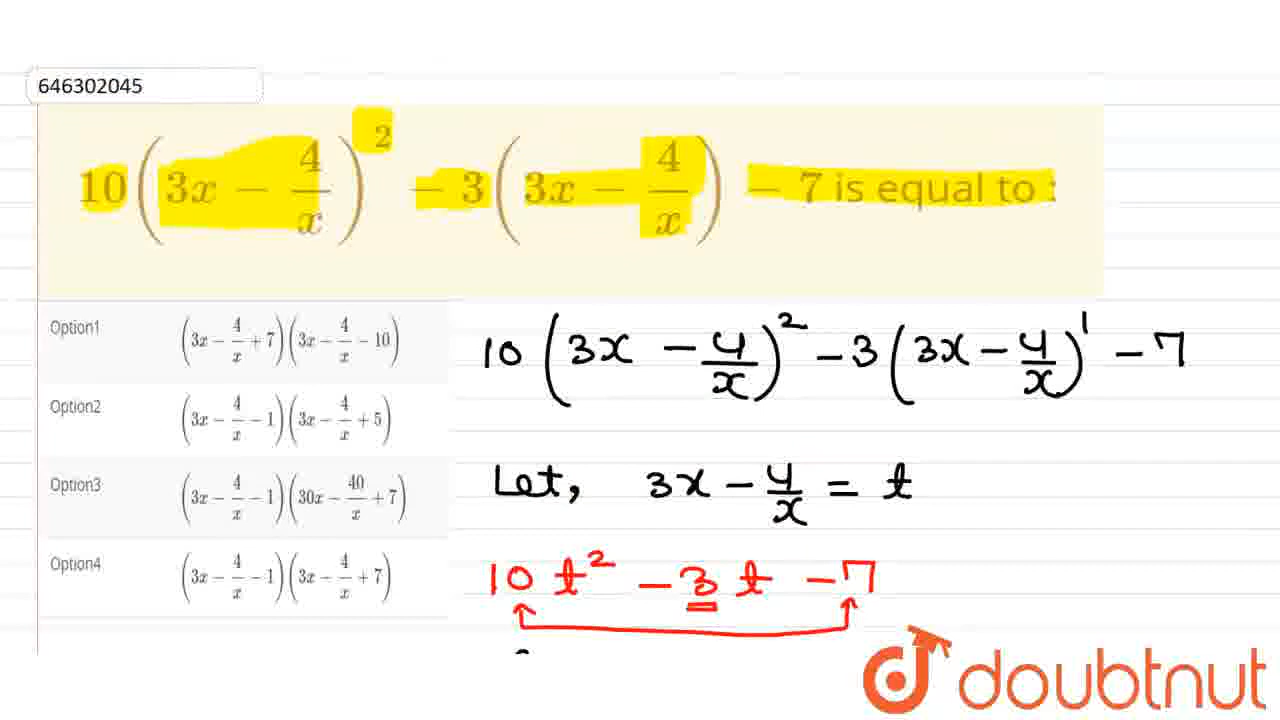 646302045
10(3x − 4/x)² − 3(3x − 4/x) − 7 is equal to :
Option1 (3x − 4/x + 7)(3x − 4/x − 10)
Option2 (3x − 4/x − 1)(3x − 4/x + 5)
Option3 (3x − 4/x − 1)(30x − 40/x + 7)
Option4 (3x − 4/x − 1)(3x − 4/x + 7)
10(3x − 4/x)² − 3(3x − 4/x)¹ − 7
Let, 3x − 4/x = t
10t² − 3t − 7
doubtnut